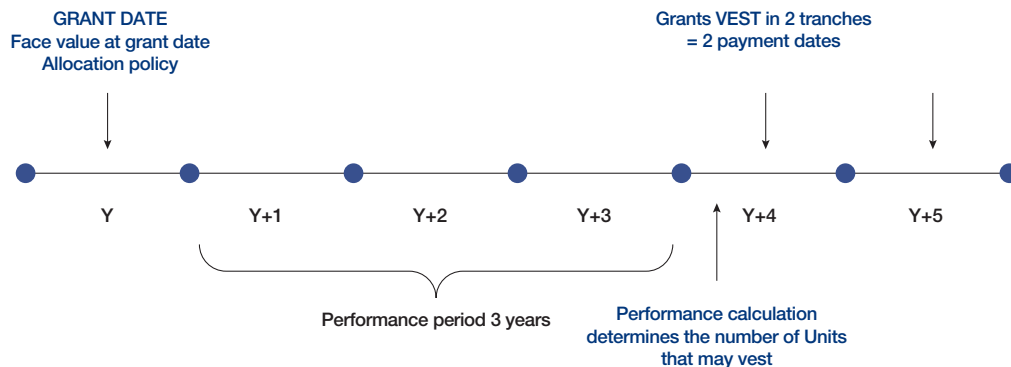 GRANT DATE
Face value at grant date
Allocation policy
Grants VEST in 2 tranches
= 2 payment dates
Y
Y+1
Y+2
Y+3
Y+4
Y+5
Performance period 3 years
Performance calculation
determines the number of Units
that may vest